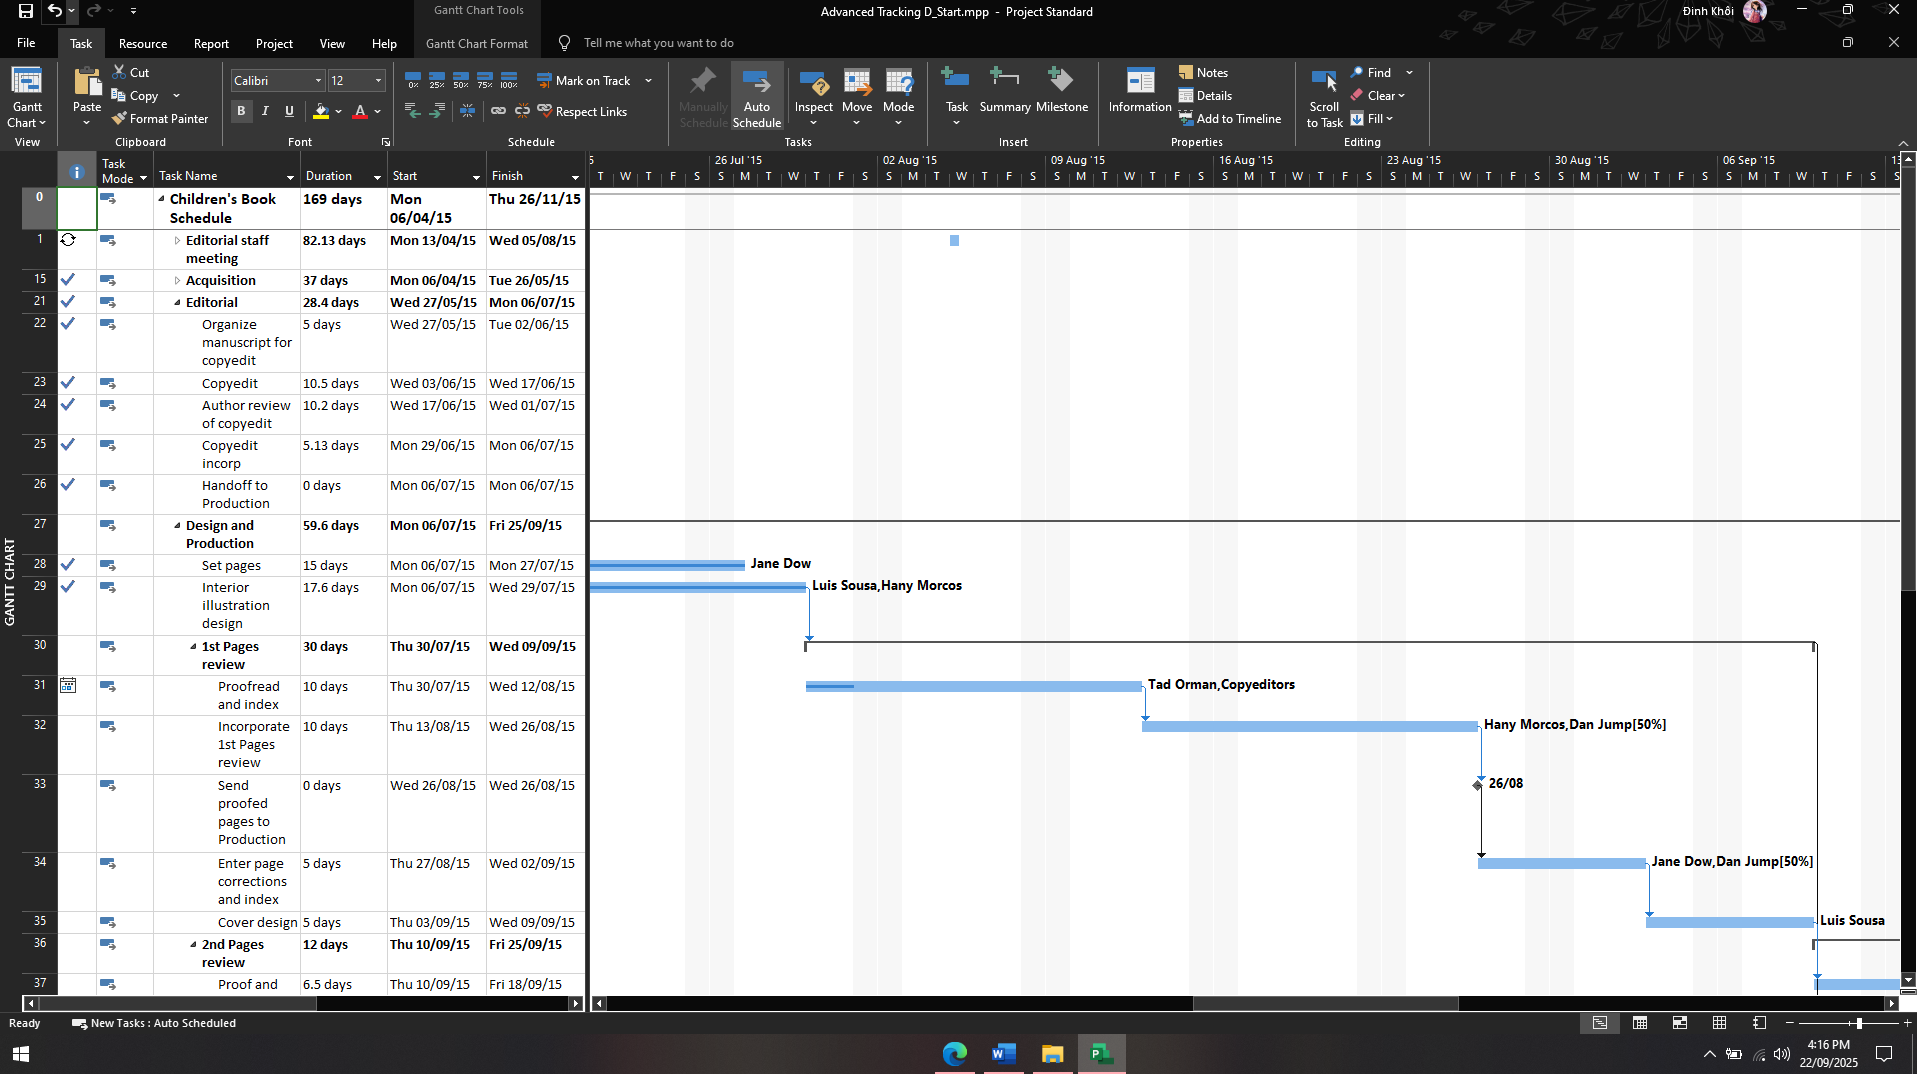 Gantt Chart Tools
Advanced Tracking D_Start.mpp - Project Standard
Đinh Khôi
File Task Resource Report Project View Help Gantt Chart Format Tell me what you want to do
Gantt Chart
View
Paste
Cut
Copy
Format Painter
Clipboard
Calibri 12
B I U A
Font
0% 25% 50% 75% 100%
Mark on Track
Respect Links
Schedule
Manually Schedule
Auto Schedule
Inspect Move Mode
Tasks
Task Summary Milestone
Insert
Information
Notes
Details
Add to Timeline
Properties
Scroll to Task
Find
Clear
Fill
Editing
Task Mode Task Name Duration Start Finish
5 26 Jul '15 02 Aug '15 09 Aug '15 16 Aug '15 23 Aug '15 30 Aug '15 06 Sep '15 13
T W T F S S M T W T F S S M T W T F S S M T W T F S S M T W T F S S M T W T F S S M T W T F S S M T W T F S S
0 Children's Book Schedule 169 days Mon 06/04/15 Thu 26/11/15
1 Editorial staff meeting 82.13 days Mon 13/04/15 Wed 05/08/15
15 Acquisition 37 days Mon 06/04/15 Tue 26/05/15
21 Editorial 28.4 days Wed 27/05/15 Mon 06/07/15
22 Organize manuscript for copyedit 5 days Wed 27/05/15 Tue 02/06/15
23 Copyedit 10.5 days Wed 03/06/15 Wed 17/06/15
24 Author review of copyedit 10.2 days Wed 17/06/15 Wed 01/07/15
25 Copyedit incorp 5.13 days Mon 29/06/15 Mon 06/07/15
26 Handoff to Production 0 days Mon 06/07/15 Mon 06/07/15
27 Design and Production 59.6 days Mon 06/07/15 Fri 25/09/15
28 Set pages 15 days Mon 06/07/15 Mon 27/07/15 Jane Dow
29 Interior illustration design 17.6 days Mon 06/07/15 Wed 29/07/15 Luis Sousa,Hany Morcos
30 1st Pages review 30 days Thu 30/07/15 Wed 09/09/15
31 Proofread and index 10 days Thu 30/07/15 Wed 12/08/15 Tad Orman,Copyeditors
32 Incorporate 1st Pages review 10 days Thu 13/08/15 Wed 26/08/15 Hany Morcos,Dan Jump[50%]
33 Send proofed pages to Production 0 days Wed 26/08/15 Wed 26/08/15 26/08
34 Enter page corrections and index 5 days Thu 27/08/15 Wed 02/09/15 Jane Dow,Dan Jump[50%]
35 Cover design 5 days Thu 03/09/15 Wed 09/09/15 Luis Sousa
36 2nd Pages review 12 days Thu 10/09/15 Fri 25/09/15
37 Proof and 6.5 days Thu 10/09/15 Fri 18/09/15
GANTT CHART
Ready New Tasks : Auto Scheduled
4:16 PM
22/09/2025